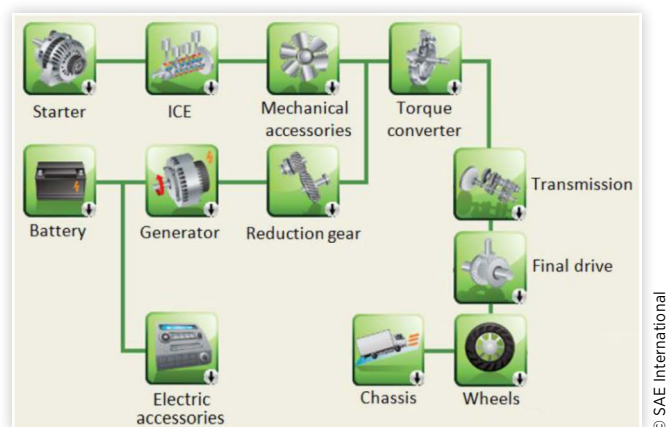 Starter
ICE
Mechanical
accessories
Torque
converter
Battery
Generator
Reduction gear
Transmission
Final drive
Electric
accessories
Chassis
Wheels
© SAE International